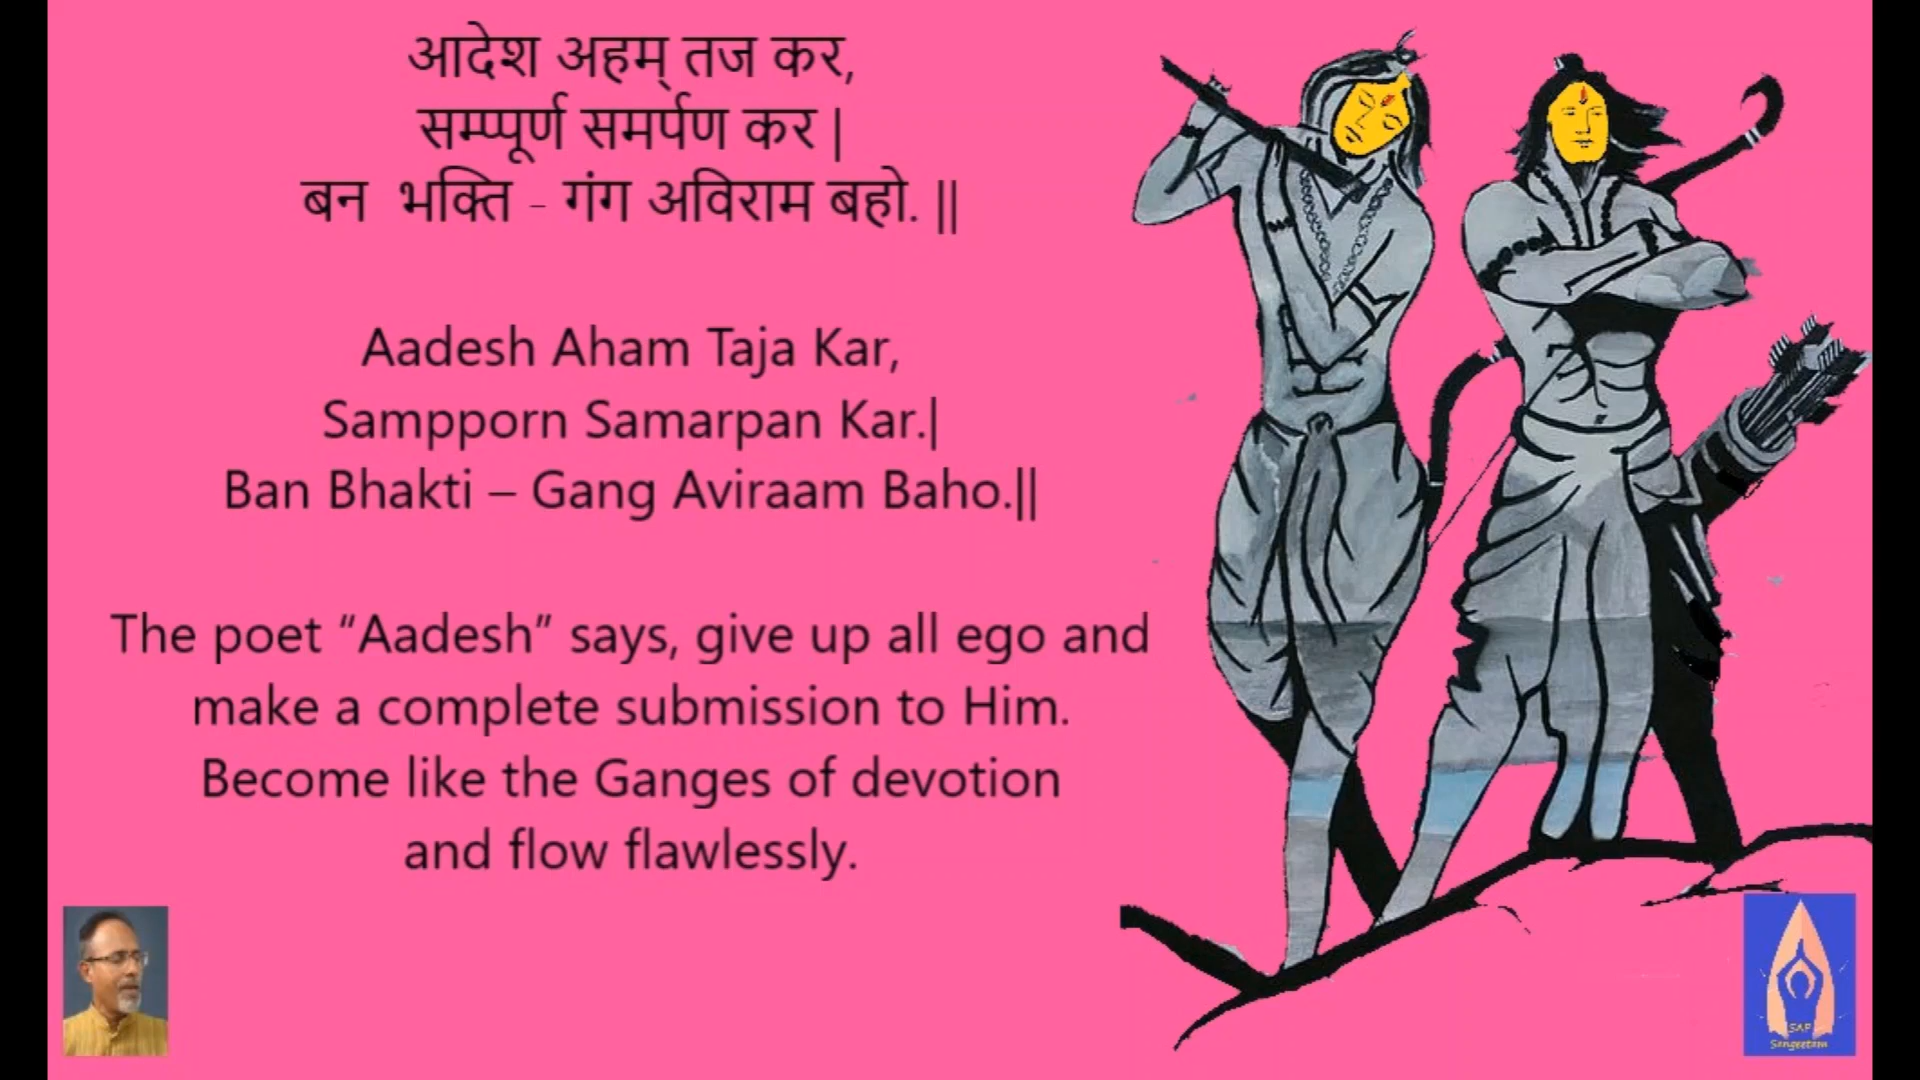 आदेश अहम् तज कर,
सम्प्पूर्ण समर्पण कर |
बन भक्ति - गंग अविराम बहो. ||
Aadesh Aham Taja Kar,
Sampporn Samarpan Kar.|
Ban Bhakti – Gang Aviraam Baho.||
The poet “Aadesh” says, give up all ego and
make a complete submission to Him.
Become like the Ganges of devotion
and flow flawlessly.
SAP
Sangeetam